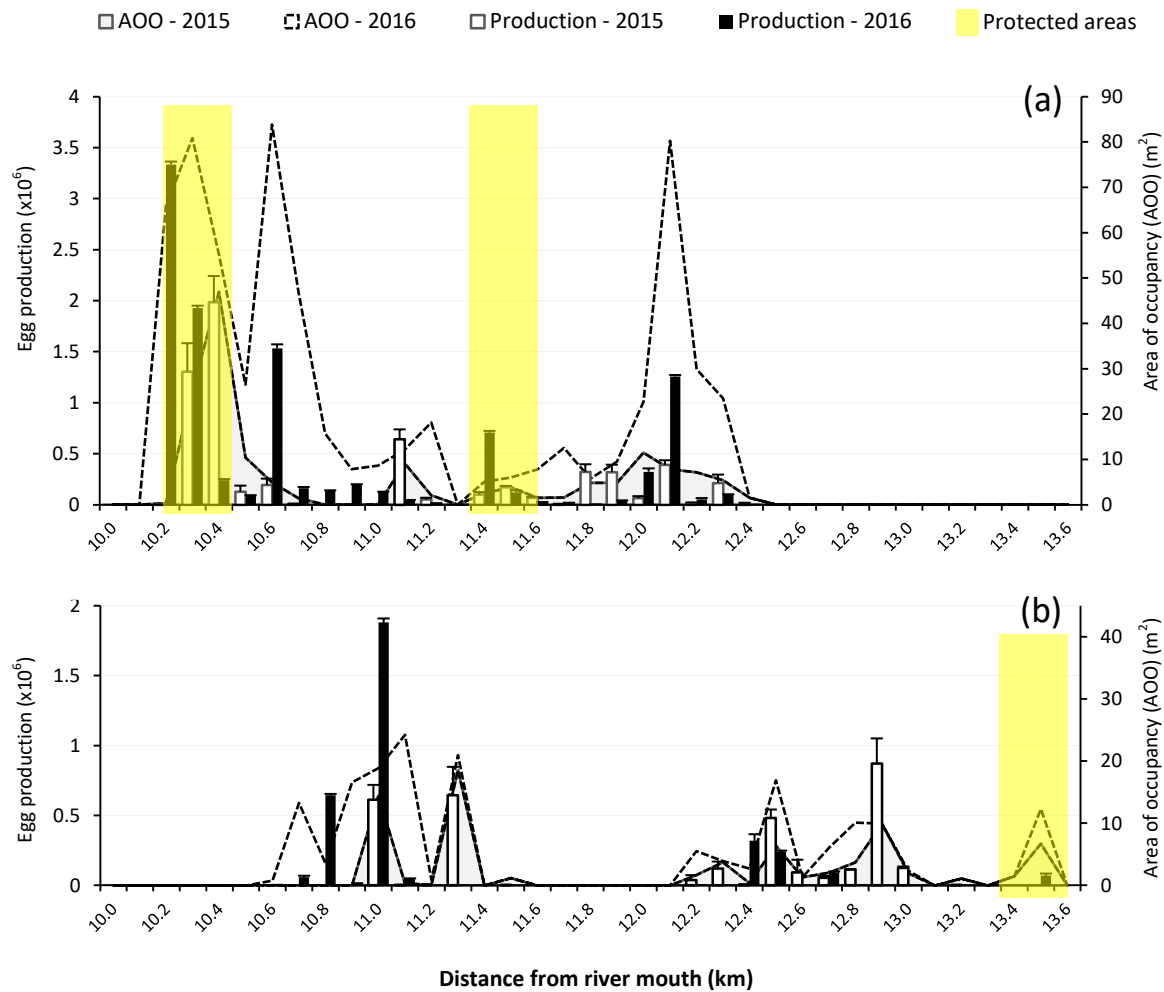 AOO - 2015 AOO - 2016 Production - 2015 Production - 2016 Protected areas
(a)
Egg production (x10⁶)
4
3.5
3
2.5
2
1.5
1
0.5
0
90
80
70
60
50
40
30
20
10
0
Area of occupancy (AOO) (m²)
10.0 10.2 10.4 10.6 10.8 11.0 11.2 11.4 11.6 11.8 12.0 12.2 12.4 12.6 12.8 13.0 13.2 13.4 13.6
(b)
Egg production (x10⁶)
2
1.5
1
0.5
0
40
30
20
10
0
Area of occupancy (AOO) (m²)
10.0 10.2 10.4 10.6 10.8 11.0 11.2 11.4 11.6 11.8 12.0 12.2 12.4 12.6 12.8 13.0 13.2 13.4 13.6
Distance from river mouth (km)